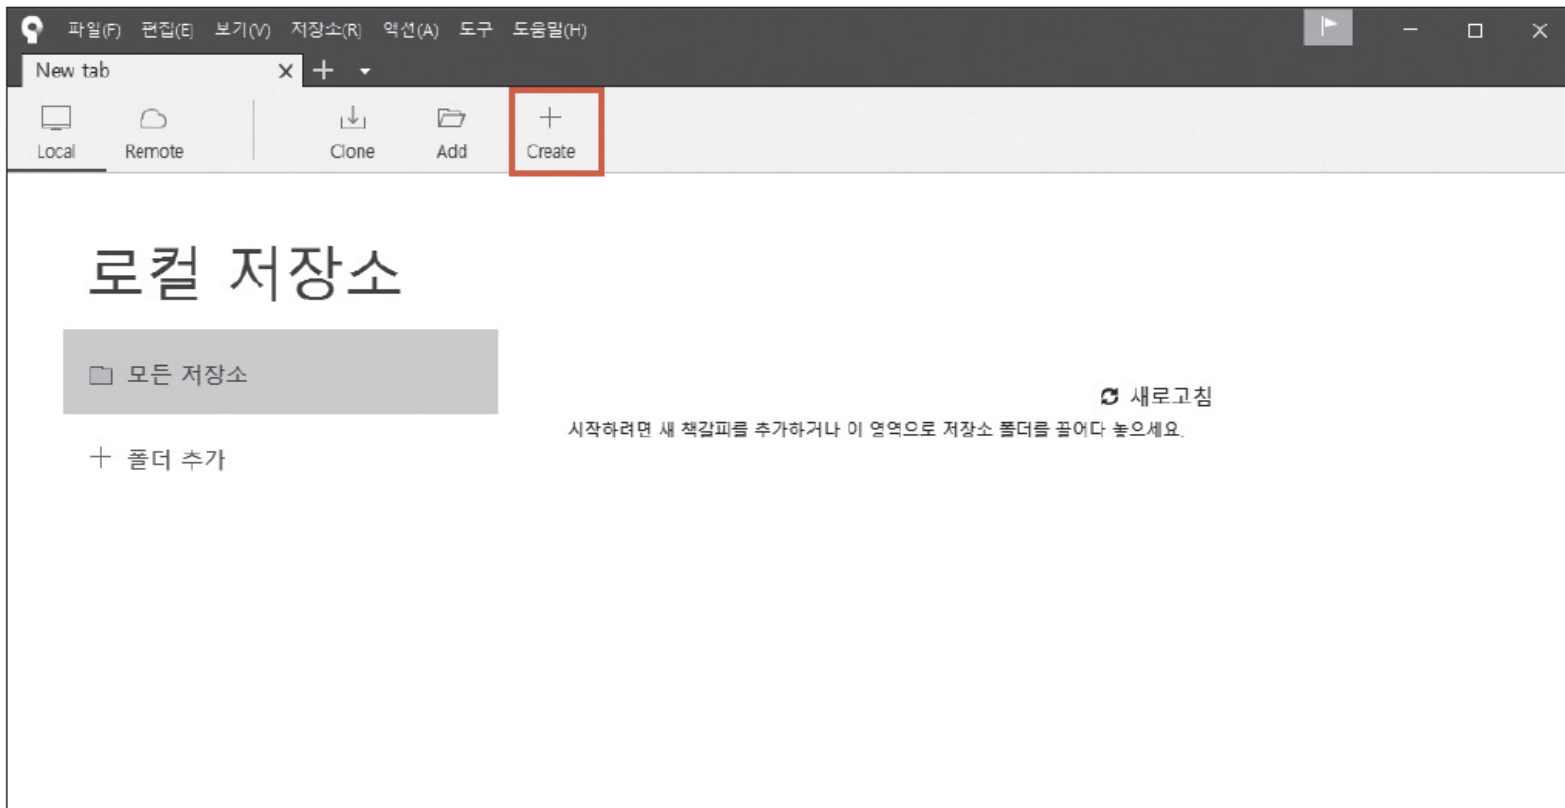 파일(F) 편집(E) 보기(V) 저장소(R) 액션(A) 도구 도움말(H)
New tab
Local Remote Clone Add Create
로컬 저장소
모든 저장소
새로고침
시작하려면 새 책갈피를 추가하거나 이 영역으로 저장소 폴더를 끌어다 놓으세요.
폴더 추가